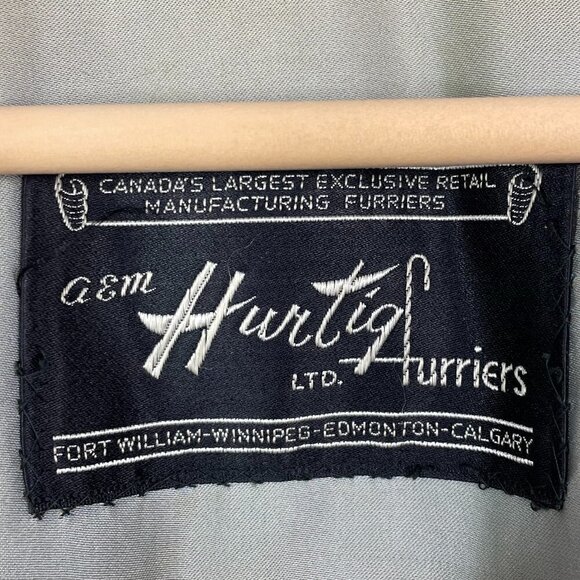 CANADA'S LARGEST EXCLUSIVE RETAIL
MANUFACTURING FURRIERS
a & m
Hurtig
LTD. furriers
FORT WILLIAM-WINNIPEG-EDMONTON-CALGARY